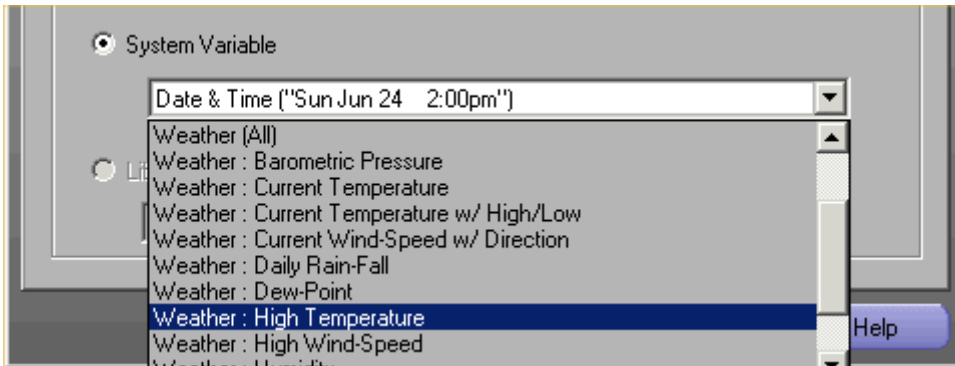 System Variable
Date & Time ("Sun Jun 24    2:00pm")
Weather (All)
Weather : Barometric Pressure
Weather : Current Temperature
Weather : Current Temperature w/ High/Low
Weather : Current Wind-Speed w/ Direction
Weather : Daily Rain-Fall
Weather : Dew-Point
Weather : High Temperature
Help
Weather : High Wind-Speed
Weather : Humidity